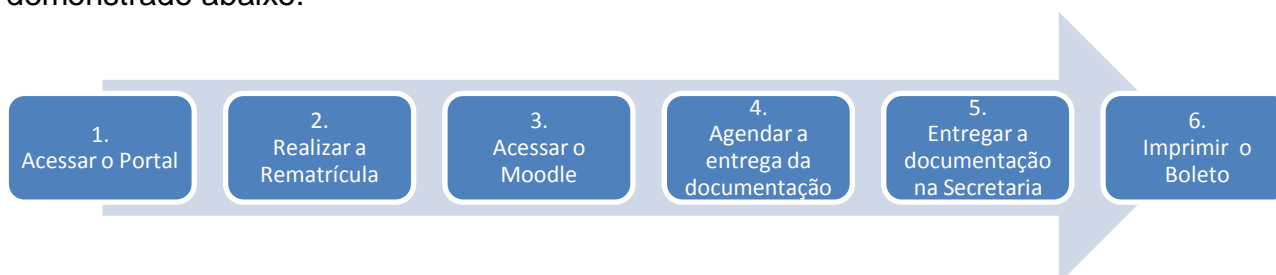 demonstrado abaixo:
1.
Acessar o Portal
2.
Realizar a
Rematrícula
3.
Acessar o
Moodle
4.
Agendar a
entrega da
documentação
5.
Entregar a
documentação
na Secretaria
6.
Imprimir o
Boleto